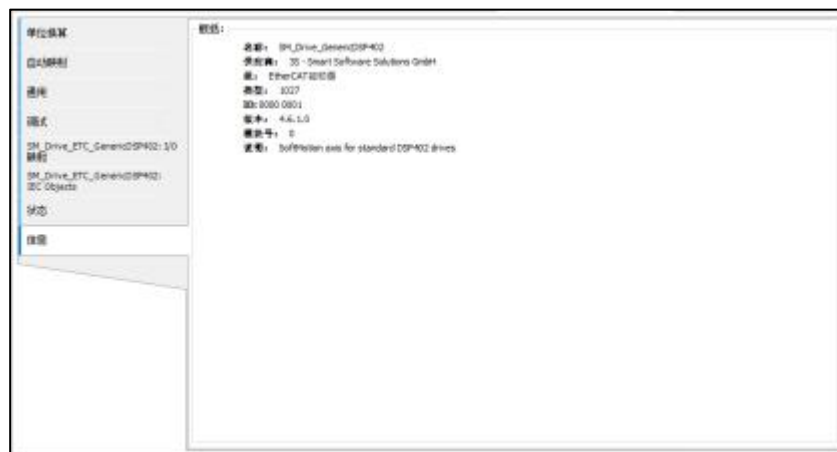 单位换算
自动映射
通用
调试
SM_Drive_ETC_GenericDSP402: I/O
映射
SM_Drive_ETC_GenericDSP402:
IEC Objects
状态
信息
概括:
名称: SM_Drive_GenericDSP402
供应商: 3S - Smart Software Solutions GmbH
组: EtherCAT驱动器
类型: 1027
ID: 0000 0001
版本: 4.6.1.0
模块号: 0
说明: SoftMotion axis for standard DSP402 drives